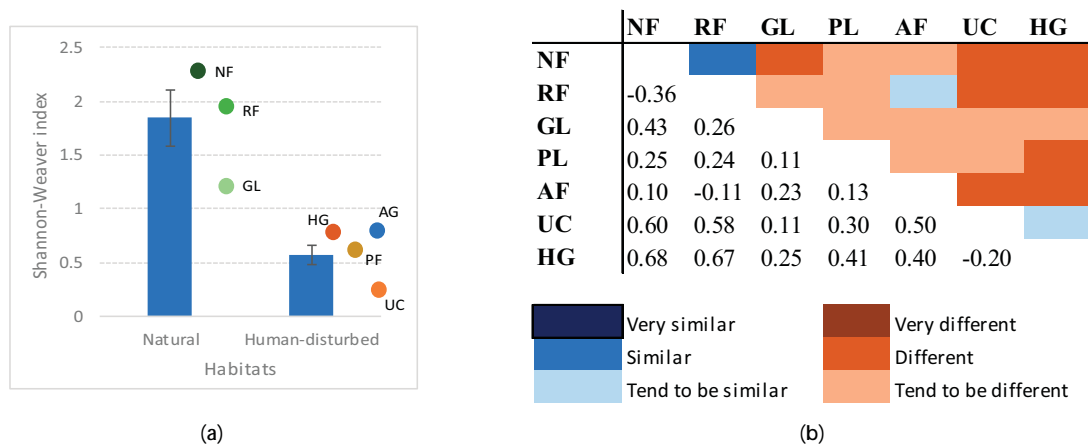 2.5
2
1.5
1
0.5
0
Shannon-Weaver index
NF
RF
GL
HG
AG
PF
UC
Natural Human-disturbed
Habitats
(a)
NF RF GL PL AF UC HG
NF
RF -0.36
GL 0.43 0.26
PL 0.25 0.24 0.11
AF 0.10 -0.11 0.23 0.13
UC 0.60 0.58 0.11 0.30 0.50
HG 0.68 0.67 0.25 0.41 0.40 -0.20
Very similar Very different
Similar Different
Tend to be similar Tend to be different
(b)